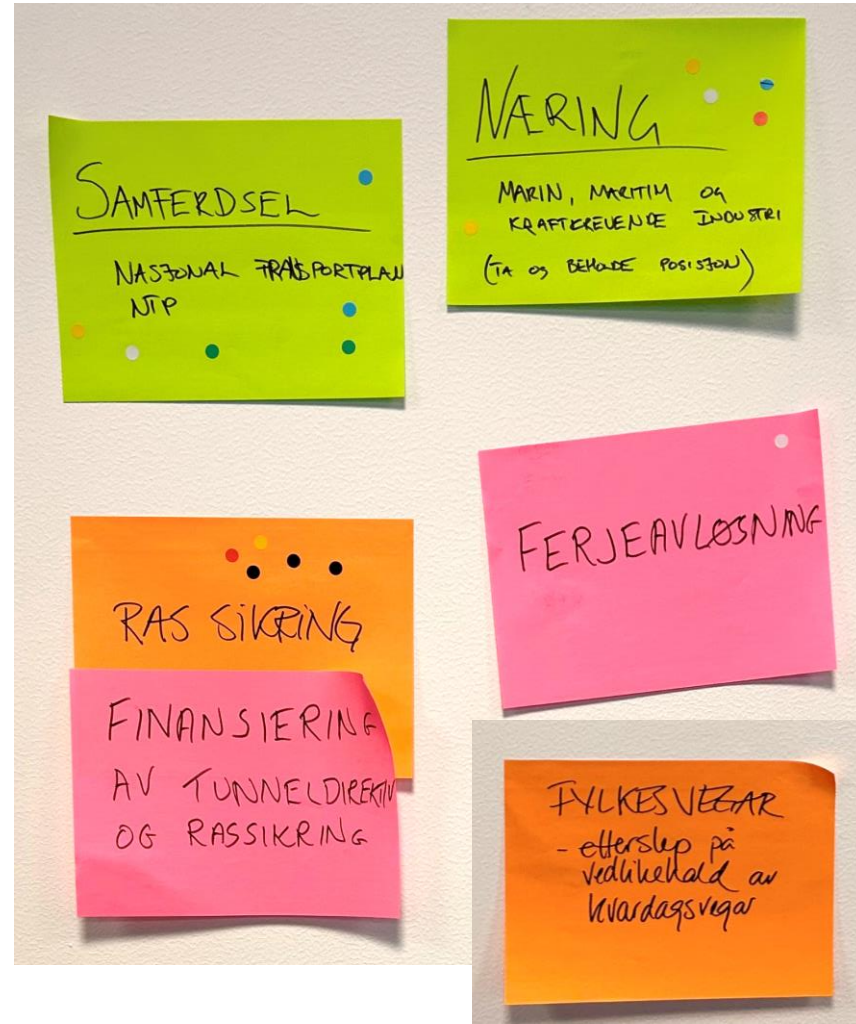 SAMFERDSEL
NASJONAL TRANSPORTPLAN
NTP
NÆRING
MARIN, MARITIM OG
KRAFTKREVENDE INDUSTRI
(TA OG BEHOLDE POSISJON)
RAS SIKRING
FINANSIERING
AV TUNNELDIREKTIV
OG RASSIKRING
FERJEAVLØSNING
FYLKESVEGAR
- etterslep på
vedlikehald av
kvardagsvegar